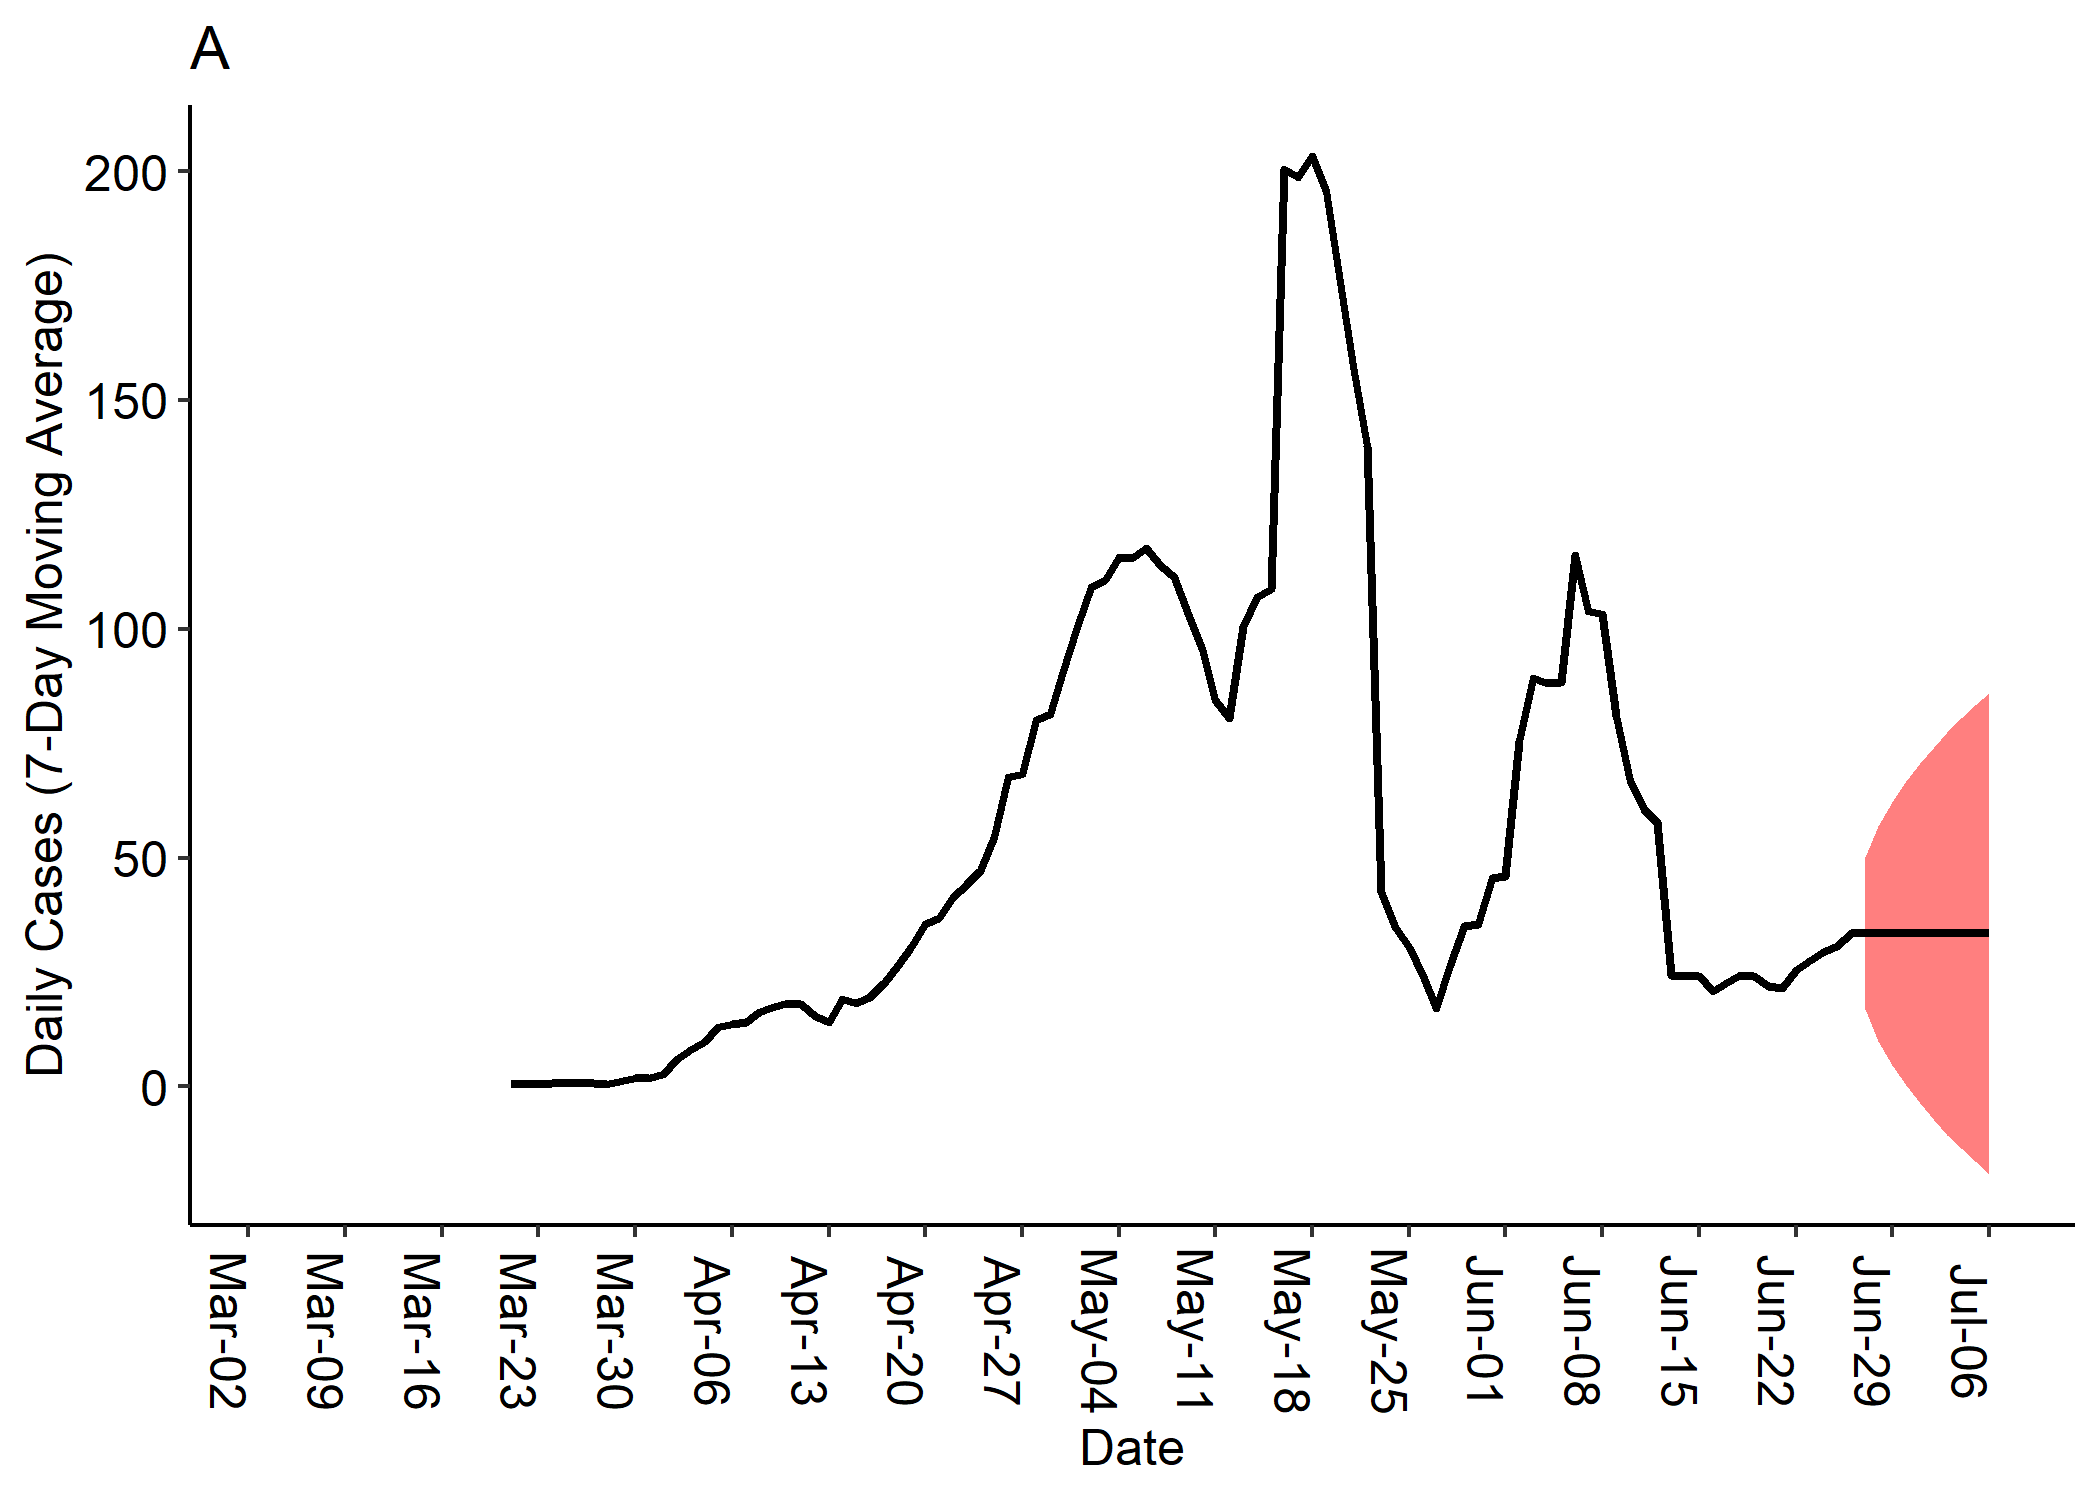 A
Daily Cases (7-Day Moving Average)
200
150
100
50
0
Mar-02
Mar-09
Mar-16
Mar-23
Mar-30
Apr-06
Apr-13
Apr-20
Apr-27
May-04
May-11
May-18
May-25
Jun-01
Jun-08
Jun-15
Jun-22
Jun-29
Jul-06
Date